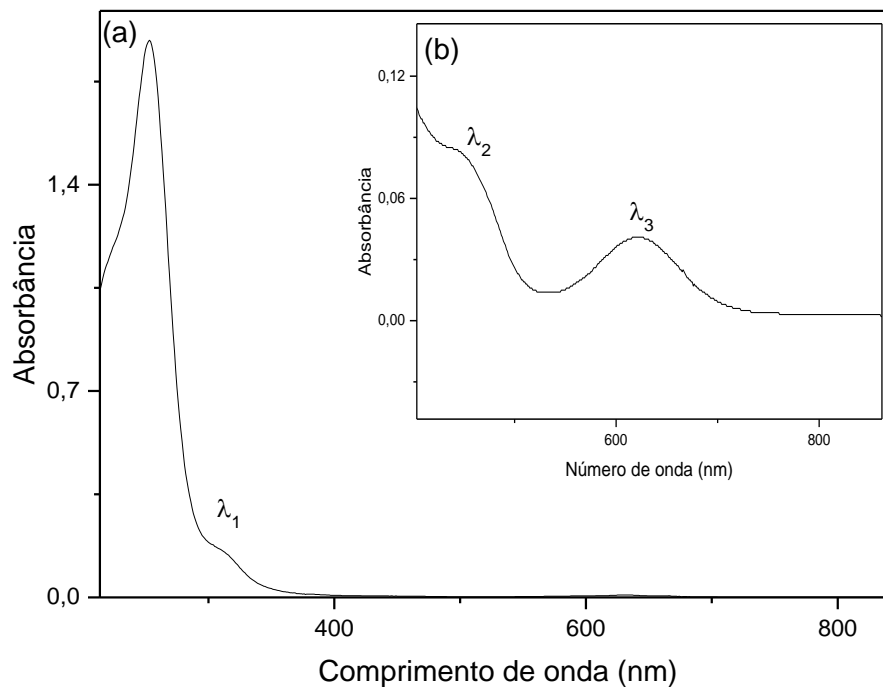 (a)
(b)
Absorbância
1,4
0,7
0,0
400
600
800
Comprimento de onda (nm)
λ1
Absorbância
0,12
0,06
0,00
600
800
Número de onda (nm)
λ2
λ3